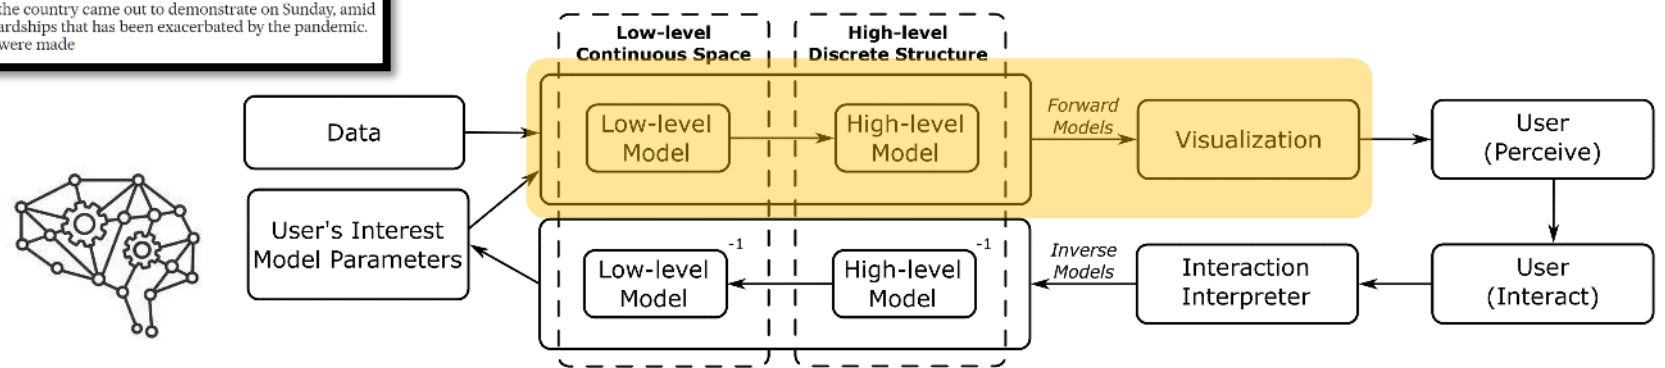 the country came out to demonstrate on Sunday, amid
ardships that has been exacerbated by the pandemic.
were made
Low-level
Continuous Space
High-level
Discrete Structure
Data
Low-level
Model
High-level
Model
Forward
Models
Visualization
User
(Perceive)
User's Interest
Model Parameters
Low-level
Model
-1
High-level
Model
-1
Inverse
Models
Interaction
Interpreter
User
(Interact)